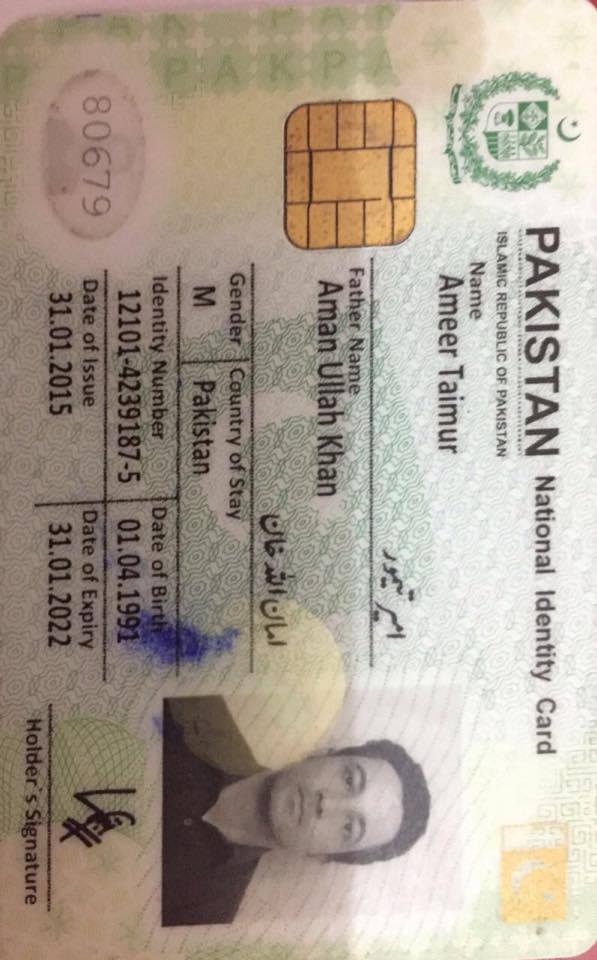 PAKISTAN National Identity Card
ISLAMIC REPUBLIC OF PAKISTAN
Name
Ameer Taimur
امیر تیمور
Father Name
Aman Ullah Khan
امان اللہ خان
Gender Country of Stay
M Pakistan
Identity Number Date of Birth
12101-4239187-5 01.04.1991
Date of Issue Date of Expiry
31.01.2015 31.01.2022
Holder's Signature
80679